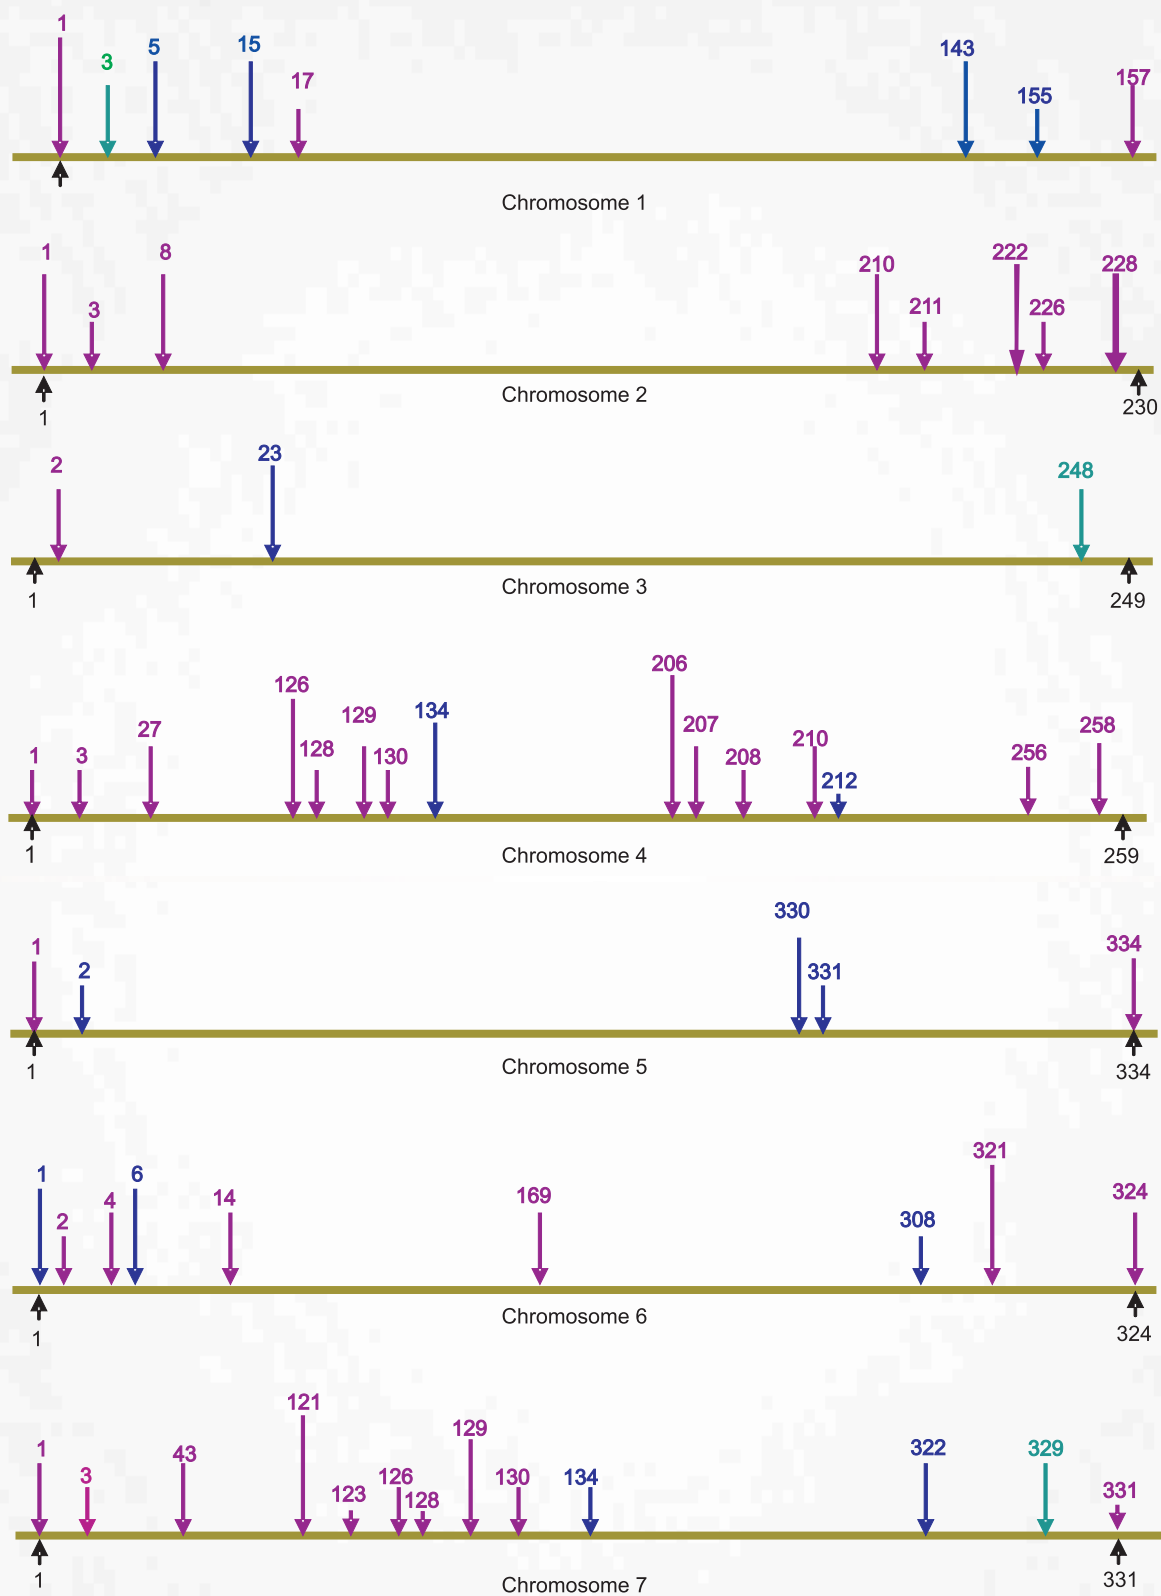 1 3 5 15 17 143 155 157
Chromosome 1
1 3 8 210 211 222 226 228
1 Chromosome 2 230
2 23 248
1 Chromosome 3 249
1 3 27 126 128 129 130 134 206 207 208 210 212 256 258
1 Chromosome 4 259
1 2 330 331 334
1 Chromosome 5 334
1 2 4 6 14 169 308 321 324
1 Chromosome 6 324
1 3 43 121 123 126 128 129 130 134 322 329 331
1 Chromosome 7 331